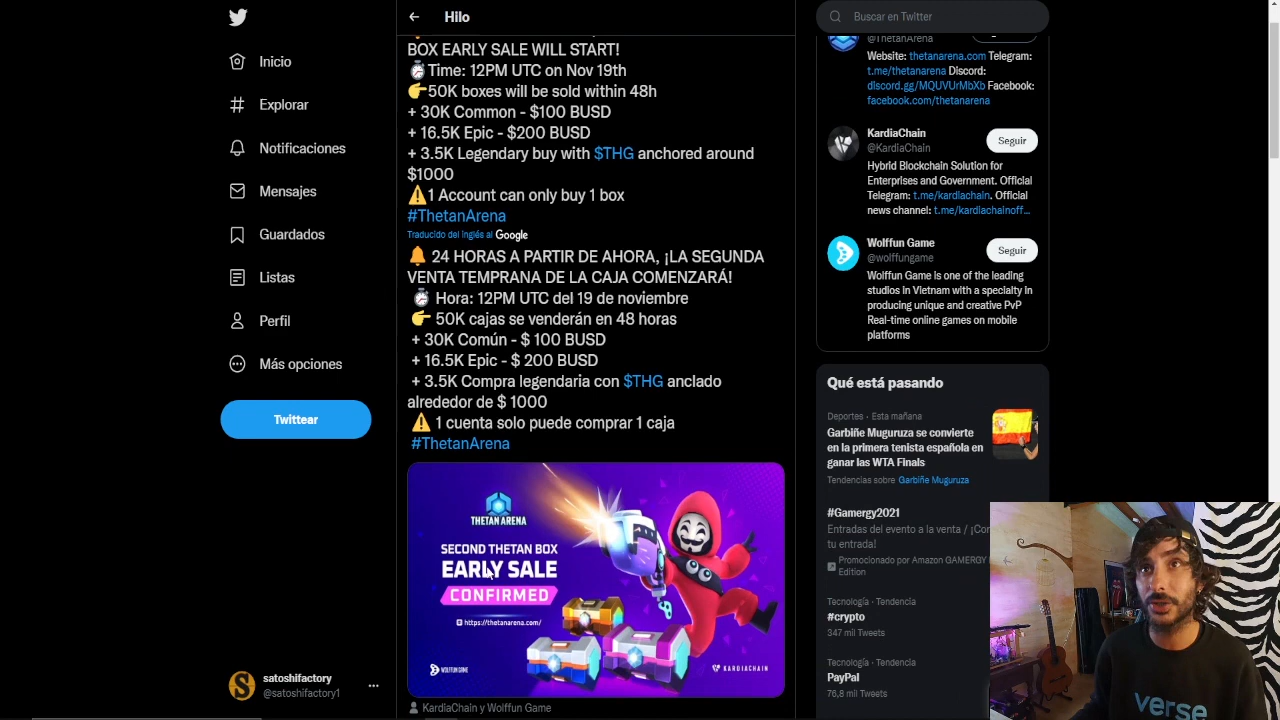 Inicio
Explorar
Notificaciones
Mensajes
Guardados
Listas
Perfil
Más opciones
Twittear
satoshifactory
@satoshifactory1
Hilo
BOX EARLY SALE WILL START!
⏱️Time: 12PM UTC on Nov 19th
👉50K boxes will be sold within 48h
+ 30K Common - $100 BUSD
+ 16.5K Epic - $200 BUSD
+ 3.5K Legendary buy with $THG anchored around
$1000
⚠️1 Account can only buy 1 box
#ThetanArena
Traducido del inglés al Google
🔔 24 HORAS A PARTIR DE AHORA, ¡LA SEGUNDA
VENTA TEMPRANA DE LA CAJA COMENZARÁ!
⏱️ Hora: 12PM UTC del 19 de noviembre
👉 50K cajas se venderán en 48 horas
+ 30K Común - $ 100 BUSD
+ 16.5K Epic - $ 200 BUSD
+ 3.5K Compra legendaria con $THG anclado
alrededor de $ 1000
⚠️ 1 cuenta solo puede comprar 1 caja
#ThetanArena
THETAN ARENA
SECOND THETAN BOX
EARLY SALE
CONFIRMED
https://thetanarena.com/
WOLFFUN GAME
KARDIACHAIN
KardiaChain y Wolffun Game
Buscar en Twitter
@ThetanArena
Website: thetanarena.com Telegram:
t.me/thetanarena Discord:
discord.gg/MQUVUrMbXb Facebook:
facebook.com/thetanarena
KardiaChain
@KardiaChain
Seguir
Hybrid Blockchain Solution for
Enterprises and Government. Official
Telegram: t.me/kardiachain. Official
news channel: t.me/kardiachainoff...
Wolffun Game
@wolffungame
Seguir
Wolffun Game is one of the leading
studios in Vietnam with a specialty in
producing unique and creative PvP
Real-time online games on mobile
platforms
Qué está pasando
Deportes · Esta mañana
Garbiñe Muguruza se convierte
en la primera tenista española en
ganar las WTA Finals
Tendencias sobre Garbiñe Muguruza
#Gamergy2021
Entradas del evento a la venta / ¡Con
tu entrada!
Promocionado por Amazon GAMERGY
Edition
Tecnología · Tendencia
#crypto
347 mil Tweets
Tecnología · Tendencia
PayPal
76,8 mil Tweets
verse